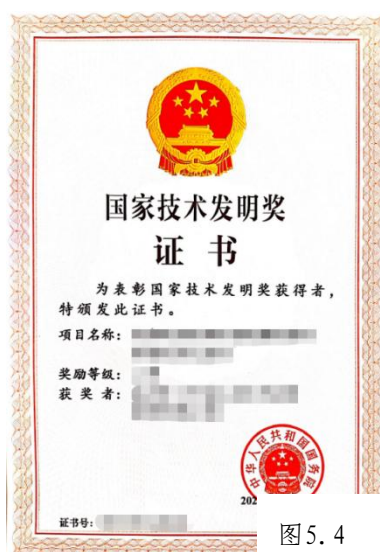 国家技术发明奖
证书
为表彰国家技术发明奖获得者，
特颁发此证书。
项目名称：
奖励等级：
获奖者：
中华人民共和国国务院
202
证书号：
图5.4